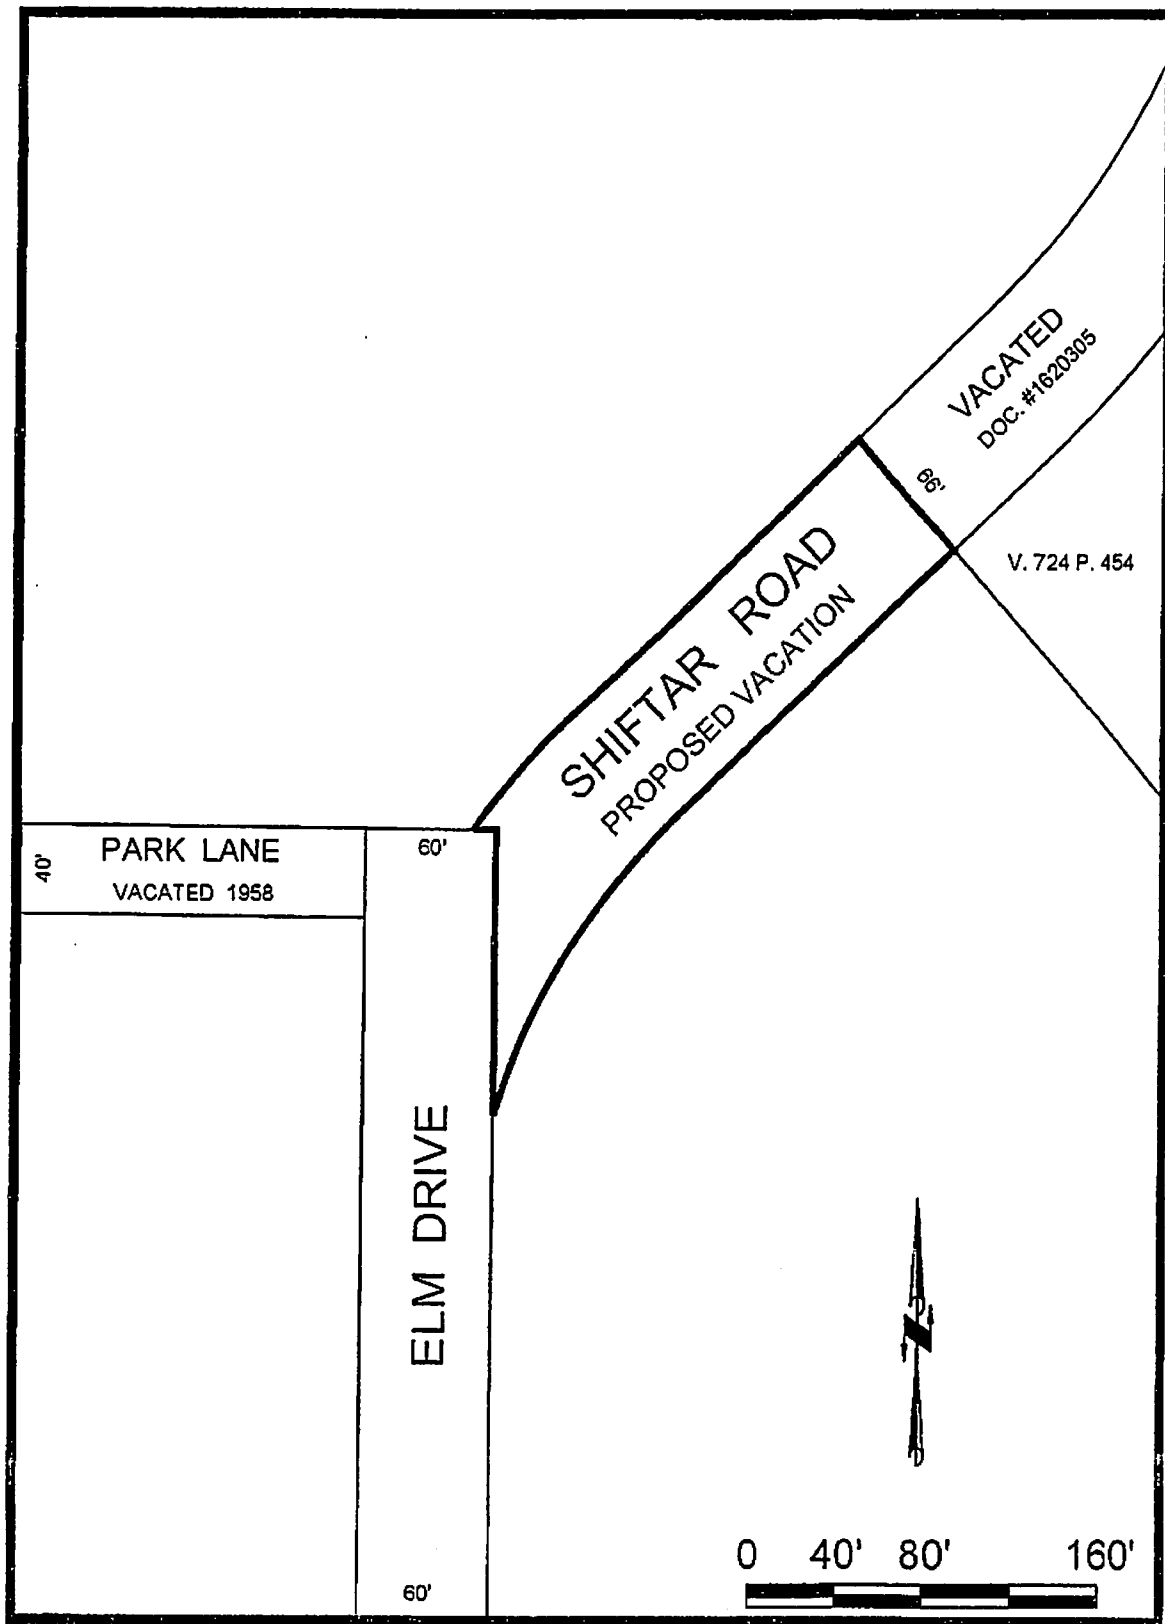 VACATED
DOC. #1620305
66'
V. 724 P. 454
SHIFTAR ROAD
PROPOSED VACATION
40'
PARK LANE
VACATED 1958
60'
ELM DRIVE
60'
0 40' 80' 160'